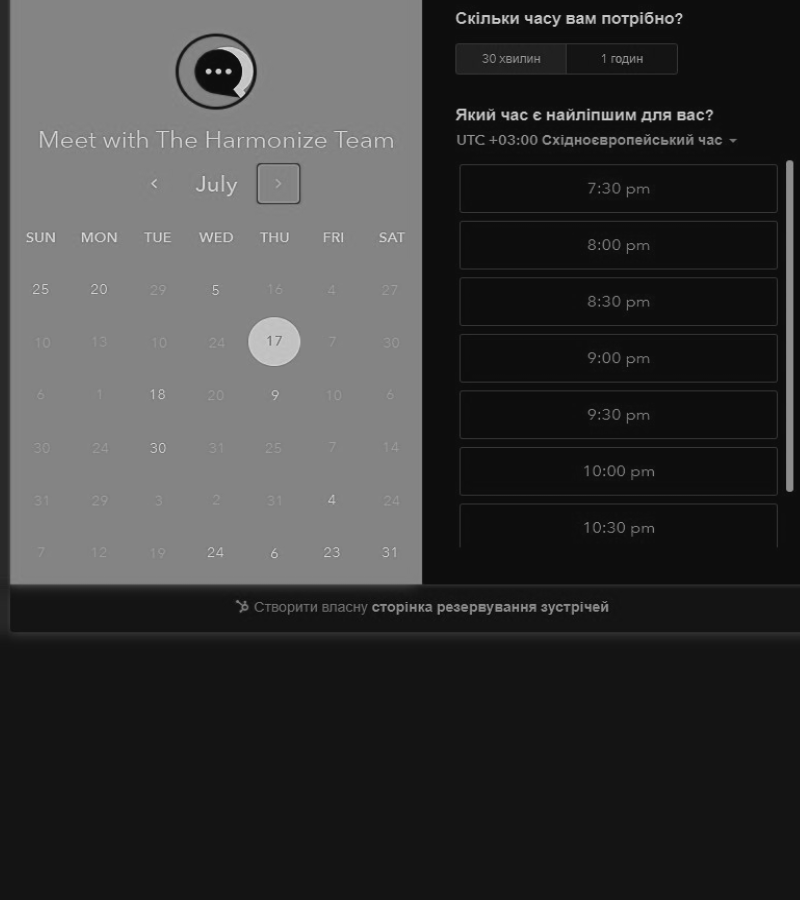 Meet with The Harmonize Team
July
SUN MON TUE WED THU FRI SAT
25 20 29 5 16 4 27
10 13 10 24 17 7 30
6 1 18 20 9 10 6
30 24 30 31 25 7 14
31 29 3 2 31 4 24
7 12 19 24 6 23 31
Скільки часу вам потрібно?
30 хвилин 1 годин
Який час є найліпшим для вас?
UTC +03:00 Східноєвропейський час
7:30 pm
8:00 pm
8:30 pm
9:00 pm
9:30 pm
10:00 pm
10:30 pm
Створити власну сторінка резервування зустрічей